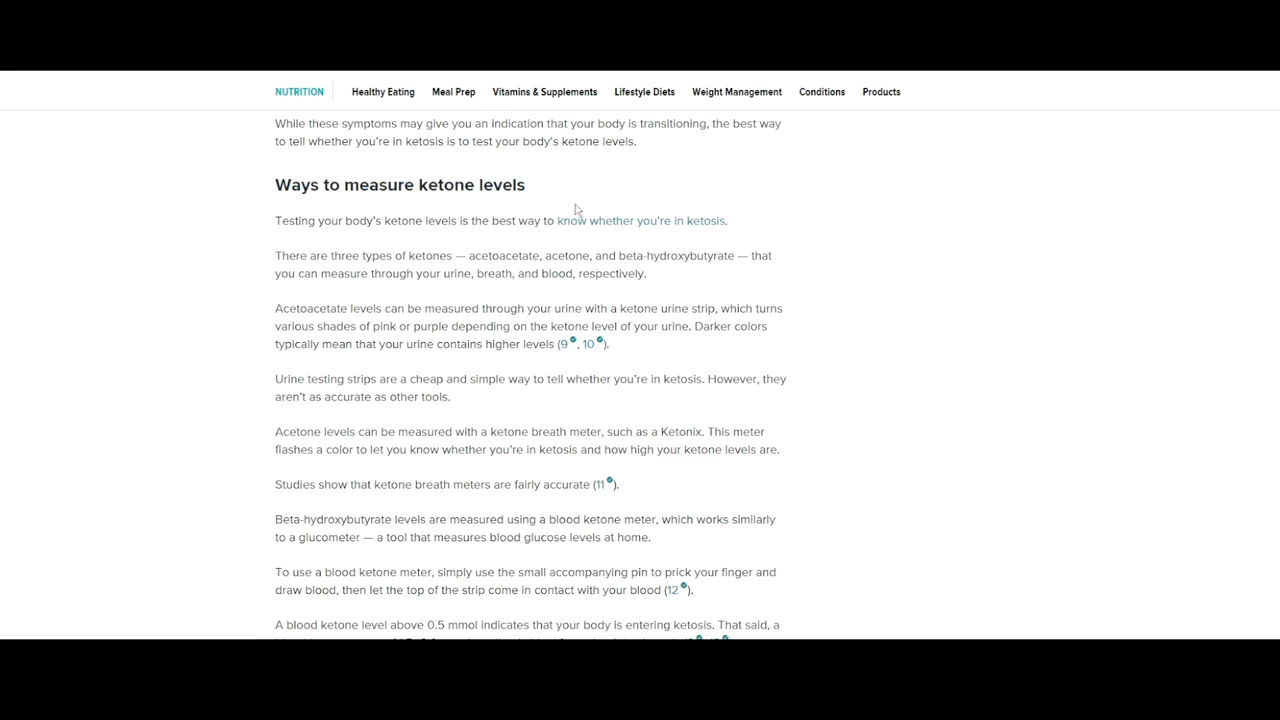 NUTRITION Healthy Eating Meal Prep Vitamins & Supplements Lifestyle Diets Weight Management Conditions Products
While these symptoms may give you an indication that your body is transitioning, the best way
to tell whether you're in ketosis is to test your body's ketone levels.
Ways to measure ketone levels
Testing your body's ketone levels is the best way to know whether you're in ketosis.
There are three types of ketones — acetoacetate, acetone, and beta-hydroxybutyrate — that
you can measure through your urine, breath, and blood, respectively.
Acetoacetate levels can be measured through your urine with a ketone urine strip, which turns
various shades of pink or purple depending on the ketone level of your urine. Darker colors
typically mean that your urine contains higher levels (9, 10).
Urine testing strips are a cheap and simple way to tell whether you're in ketosis. However, they
aren't as accurate as other tools.
Acetone levels can be measured with a ketone breath meter, such as a Ketonix. This meter
flashes a color to let you know whether you're in ketosis and how high your ketone levels are.
Studies show that ketone breath meters are fairly accurate (11).
Beta-hydroxybutyrate levels are measured using a blood ketone meter, which works similarly
to a glucometer — a tool that measures blood glucose levels at home.
To use a blood ketone meter, simply use the small accompanying pin to prick your finger and
draw blood, then let the top of the strip come in contact with your blood (12).
A blood ketone level above 0.5 mmol indicates that your body is entering ketosis. That said, a